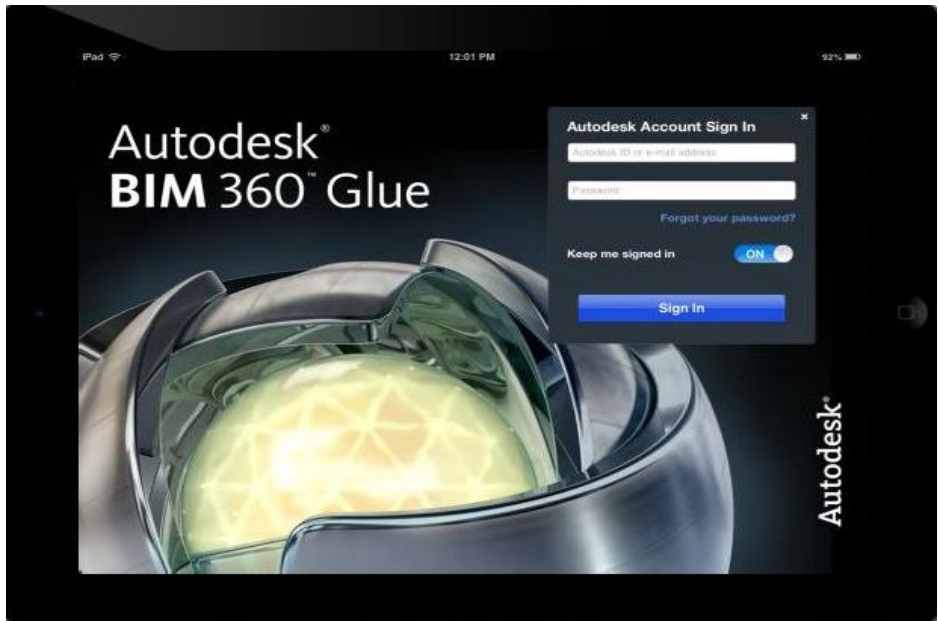 iPad
12:01 PM
92%
Autodesk®
BIM 360™ Glue
Autodesk Account Sign In
Autodesk ID or e-mail address
Password
Forgot your password?
Keep me signed in
ON
Sign In
Autodesk®